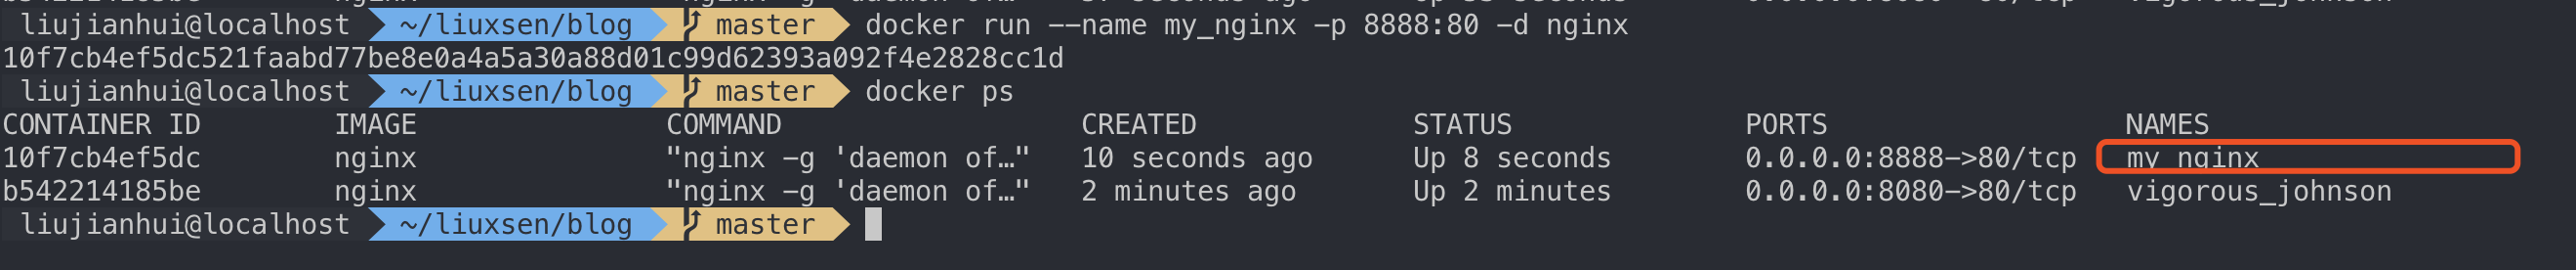 liujianhui@localhost ~/liuxsen/blog master docker run --name my_nginx -p 8888:80 -d nginx
10f7cb4ef5dc521faabd77be8e0a4a5a30a88d01c99d62393a092f4e2828cc1d
liujianhui@localhost ~/liuxsen/blog master docker ps
CONTAINER ID IMAGE COMMAND CREATED STATUS PORTS NAMES
10f7cb4ef5dc nginx "nginx -g 'daemon of…" 10 seconds ago Up 8 seconds 0.0.0.0:8888->80/tcp my_nginx
b542214185be nginx "nginx -g 'daemon of…" 2 minutes ago Up 2 minutes 0.0.0.0:8080->80/tcp vigorous_johnson
liujianhui@localhost ~/liuxsen/blog master